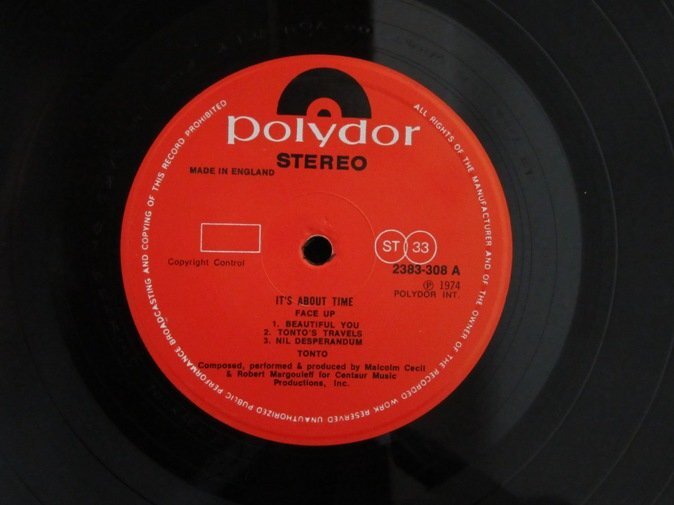 polydor
STEREO
MADE IN ENGLAND
Copyright Control
ST 33
2383-308 A
Ⓟ 1974
POLYDOR INT.
IT'S ABOUT TIME
FACE UP
1. BEAUTIFUL YOU
2. TONTO'S TRAVELS
3. NIL DESPERANDUM
TONTO
Composed, performed & produced by Malcolm Cecil
& Robert Margouleff for Centaur Music
Productions, Inc.
ALL RIGHTS OF THE MANUFACTURER AND OF THE OWNER OF THE RECORDED WORK RESERVED UNAUTHORIZED PUBLIC PERFORMANCE BROADCASTING AND COPYING OF THIS RECORD PROHIBITED